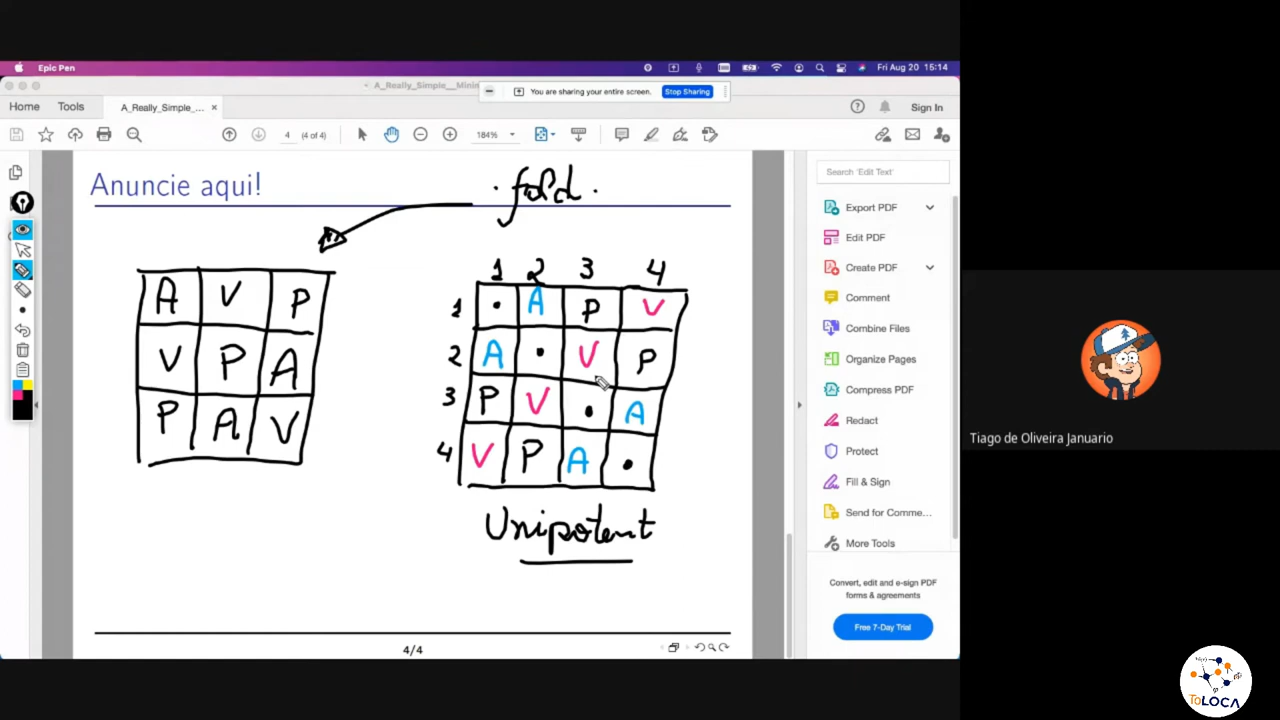 Epic Pen
Fri Aug 20 15:14
A_Really_Simple__Minin
You are sharing your entire screen.
Stop Sharing
Home
Tools
A_Really_Simple_...
Sign In
4
(4 of 4)
184%
Search 'Edit Text'
Anuncie aqui!
. fold .
Export PDF
Edit PDF
Create PDF
Comment
Combine Files
Organize Pages
Compress PDF
Redact
Protect
Fill & Sign
Send for Comme...
More Tools
A V P
V P A
P A V
1 2 3 4
1 • A P V
2 A • V P
3 P V • A
4 V P A •
Unipotent
4/4
Convert, edit and e-sign PDF
forms & agreements
Free 7-Day Trial
Tiago de Oliveira Januario
ToLOCA